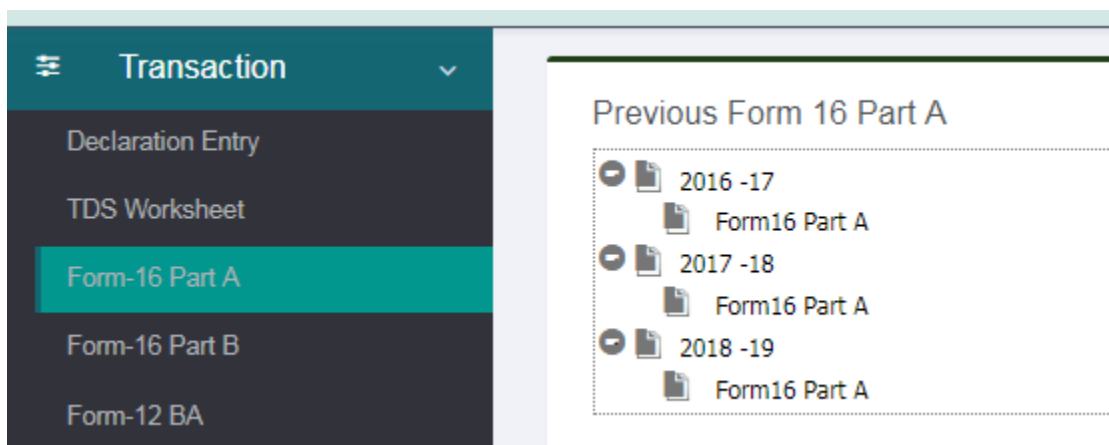 Transaction
Declaration Entry
TDS Worksheet
Form-16 Part A
Form-16 Part B
Form-12 BA
Previous Form 16 Part A
2016 -17
Form16 Part A
2017 -18
Form16 Part A
2018 -19
Form16 Part A